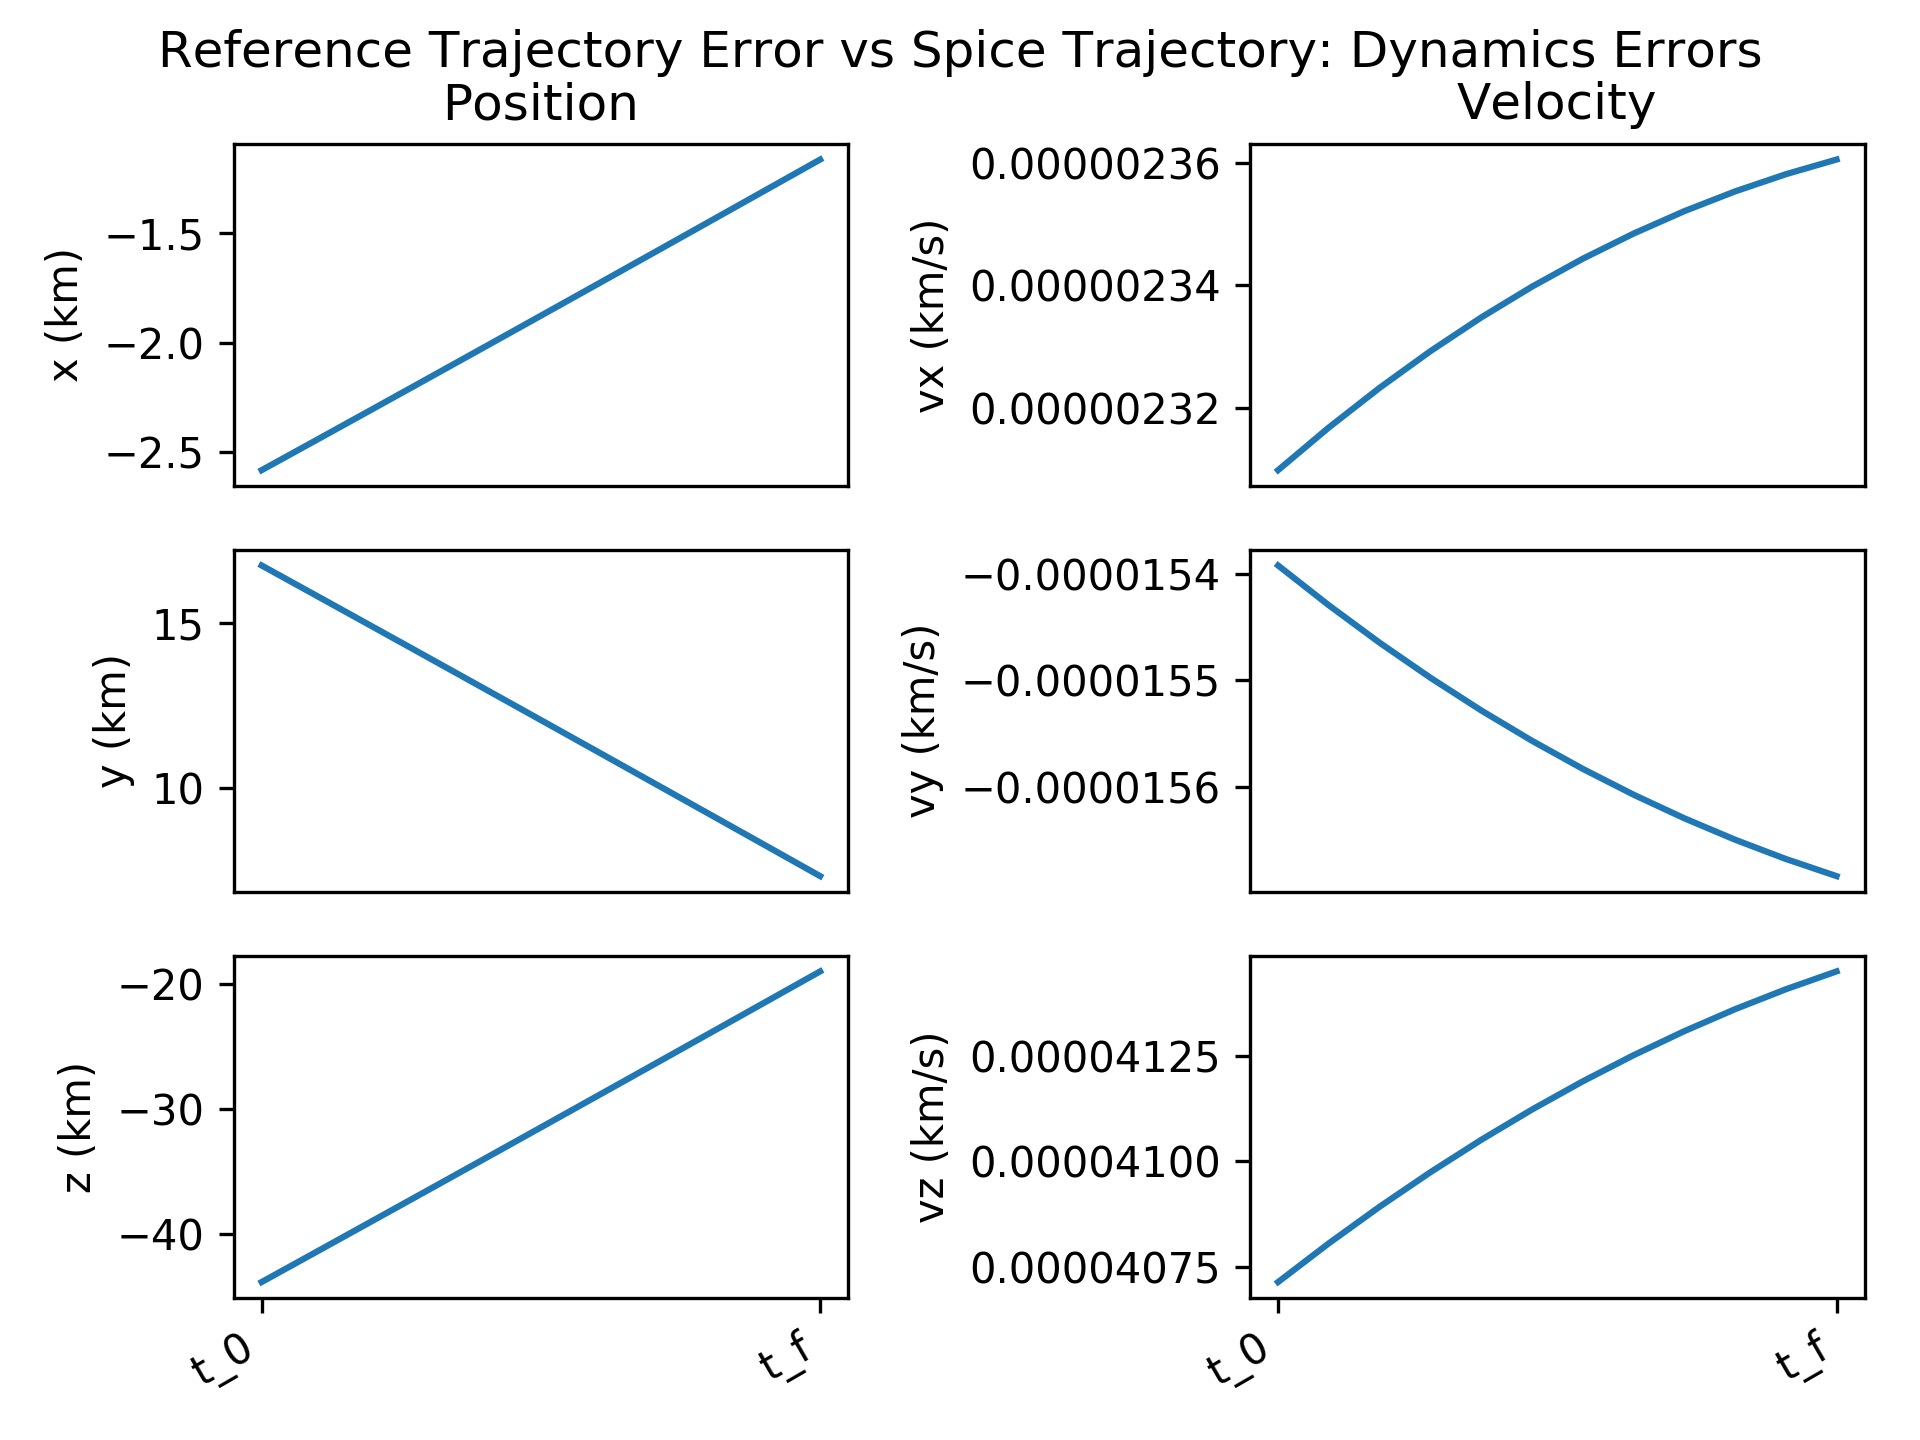 Reference Trajectory Error vs Spice Trajectory: Dynamics Errors
Position
x (km)
−1.5
−2.0
−2.5
y (km)
15
10
z (km)
−20
−30
−40
t_0
t_f
Velocity
vx (km/s)
0.00000236
0.00000234
0.00000232
vy (km/s)
−0.0000154
−0.0000155
−0.0000156
vz (km/s)
0.00004125
0.00004100
0.00004075
t_0
t_f